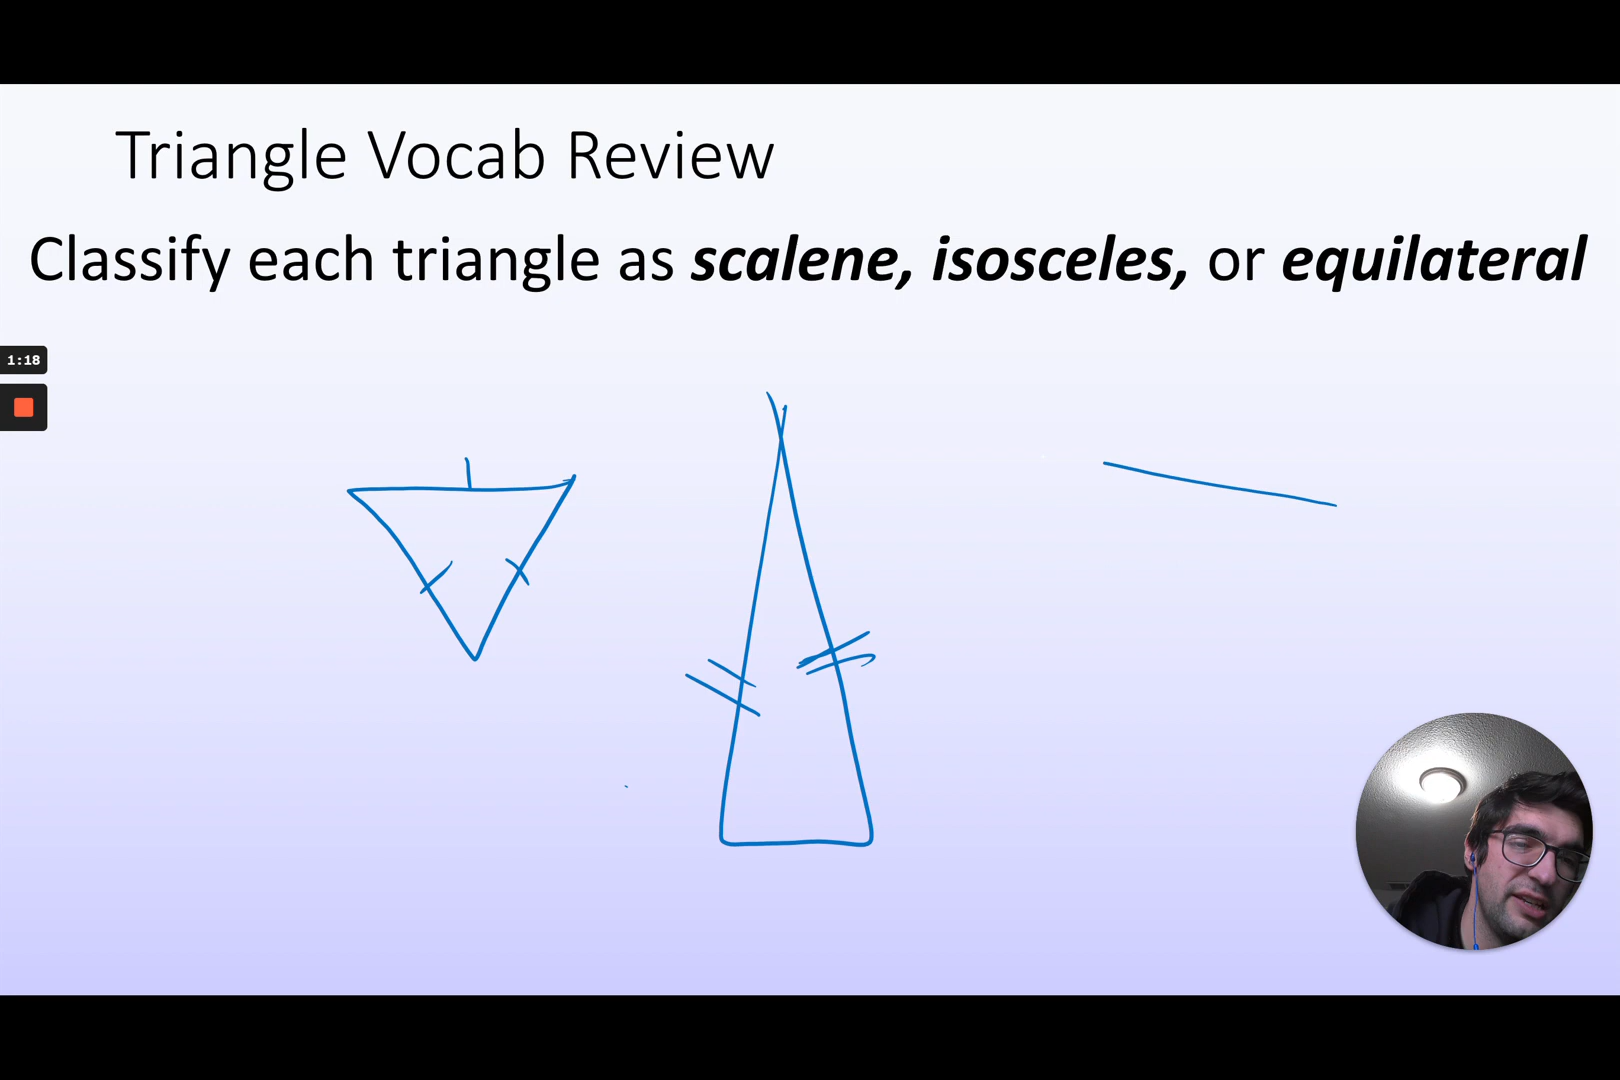 Triangle Vocab Review
Classify each triangle as scalene, isosceles, or equilateral
1:18